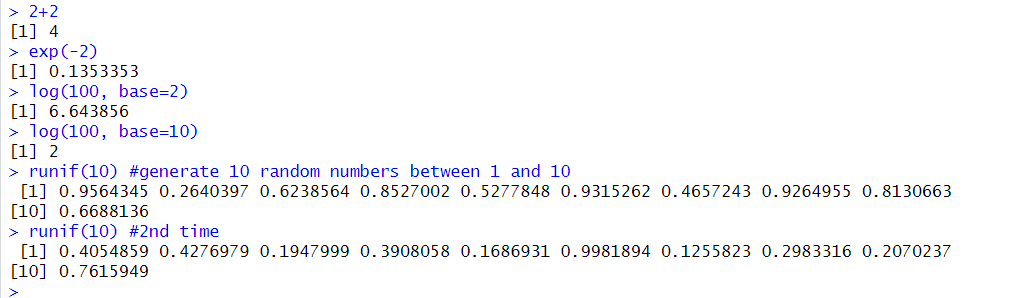 > 2+2
[1] 4
> exp(-2)
[1] 0.1353353
> log(100, base=2)
[1] 6.643856
> log(100, base=10)
[1] 2
> runif(10) #generate 10 random numbers between 1 and 10
 [1] 0.9564345 0.2640397 0.6238564 0.8527002 0.5277848 0.9315262 0.4657243 0.9264955 0.8130663
[10] 0.6688136
> runif(10) #2nd time
 [1] 0.4054859 0.4276979 0.1947999 0.3908058 0.1686931 0.9981894 0.1255823 0.2983316 0.2070237
[10] 0.7615949
>